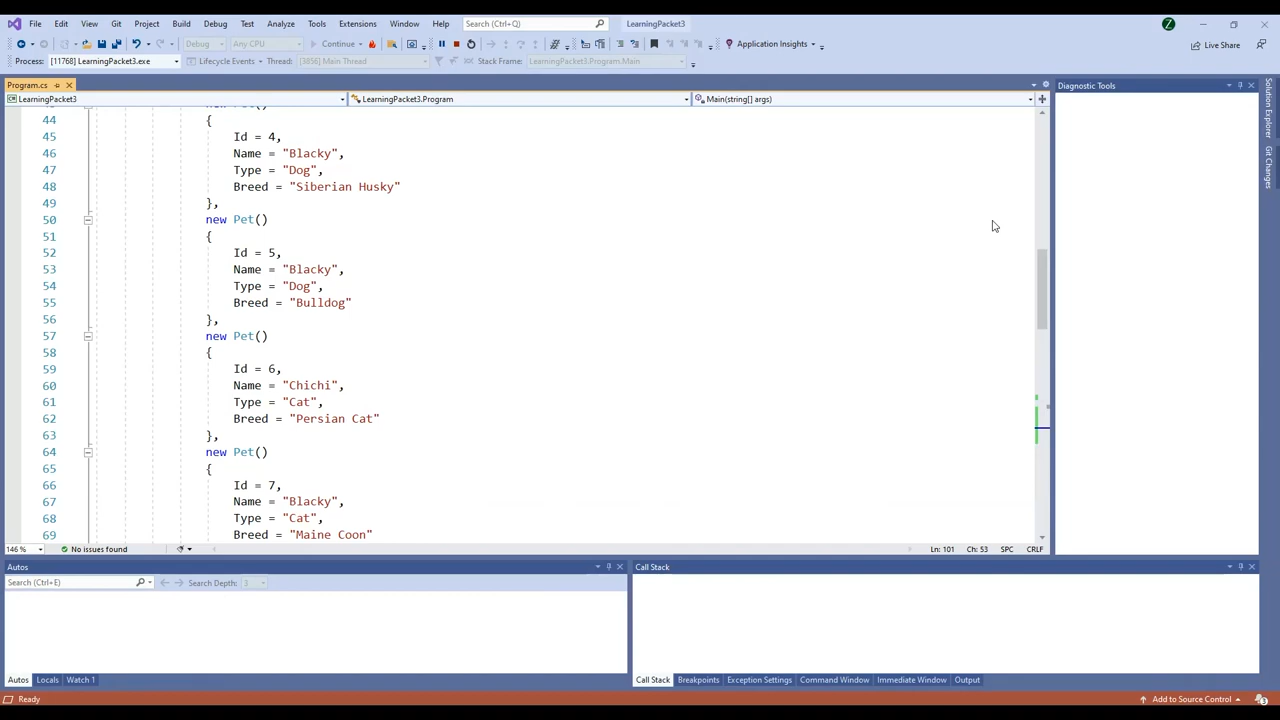 File Edit View Git Project Build Debug Test Analyze Tools Extensions Window Help Search (Ctrl+Q) LearningPacket3 Z
Debug Any CPU Continue Application Insights Live Share
Process: [11768] LearningPacket3.exe Lifecycle Events Thread: [3856] Main Thread Stack Frame: LearningPacket3.Program.Main
Program.cs Diagnostic Tools
LearningPacket3 LearningPacket3.Program Main(string[] args)
Solution Explorer
Git Changes
new Pet()
44 {
45 Id = 4,
46 Name = "Blacky",
47 Type = "Dog",
48 Breed = "Siberian Husky"
49 },
50 new Pet()
51 {
52 Id = 5,
53 Name = "Blacky",
54 Type = "Dog",
55 Breed = "Bulldog"
56 },
57 new Pet()
58 {
59 Id = 6,
60 Name = "Chichi",
61 Type = "Cat",
62 Breed = "Persian Cat"
63 },
64 new Pet()
65 {
66 Id = 7,
67 Name = "Blacky",
68 Type = "Cat",
69 Breed = "Maine Coon"
146 % No issues found Ln: 101 Ch: 53 SPC CRLF
Autos Call Stack
Search (Ctrl+E) Search Depth: 3
Autos Locals Watch 1 Call Stack Breakpoints Exception Settings Command Window Immediate Window Output
Ready Add to Source Control